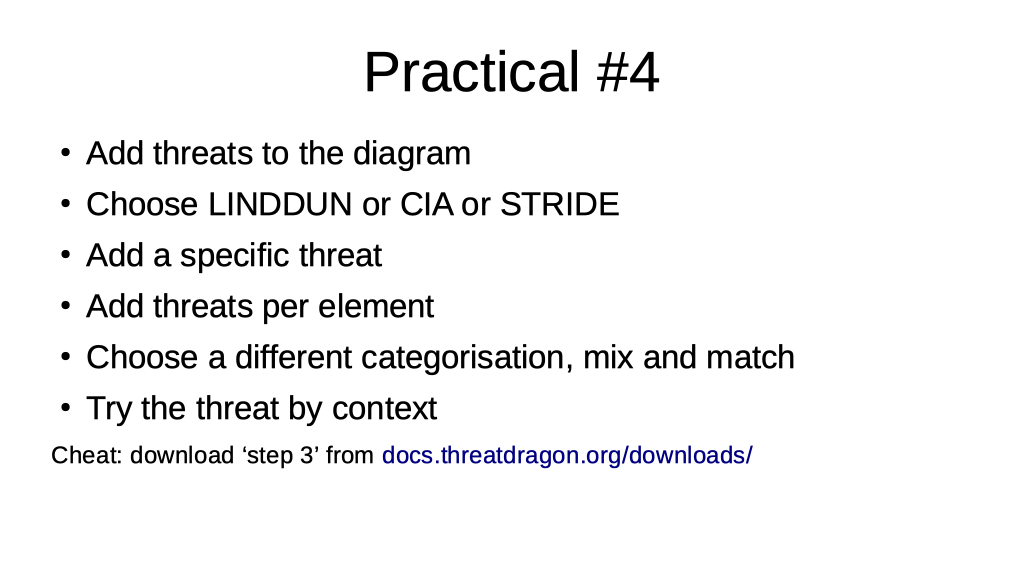 Practical #4
• Add threats to the diagram
• Choose LINDDUN or CIA or STRIDE
• Add a specific threat
• Add threats per element
• Choose a different categorisation, mix and match
• Try the threat by context
Cheat: download ‘step 3’ from docs.threatdragon.org/downloads/